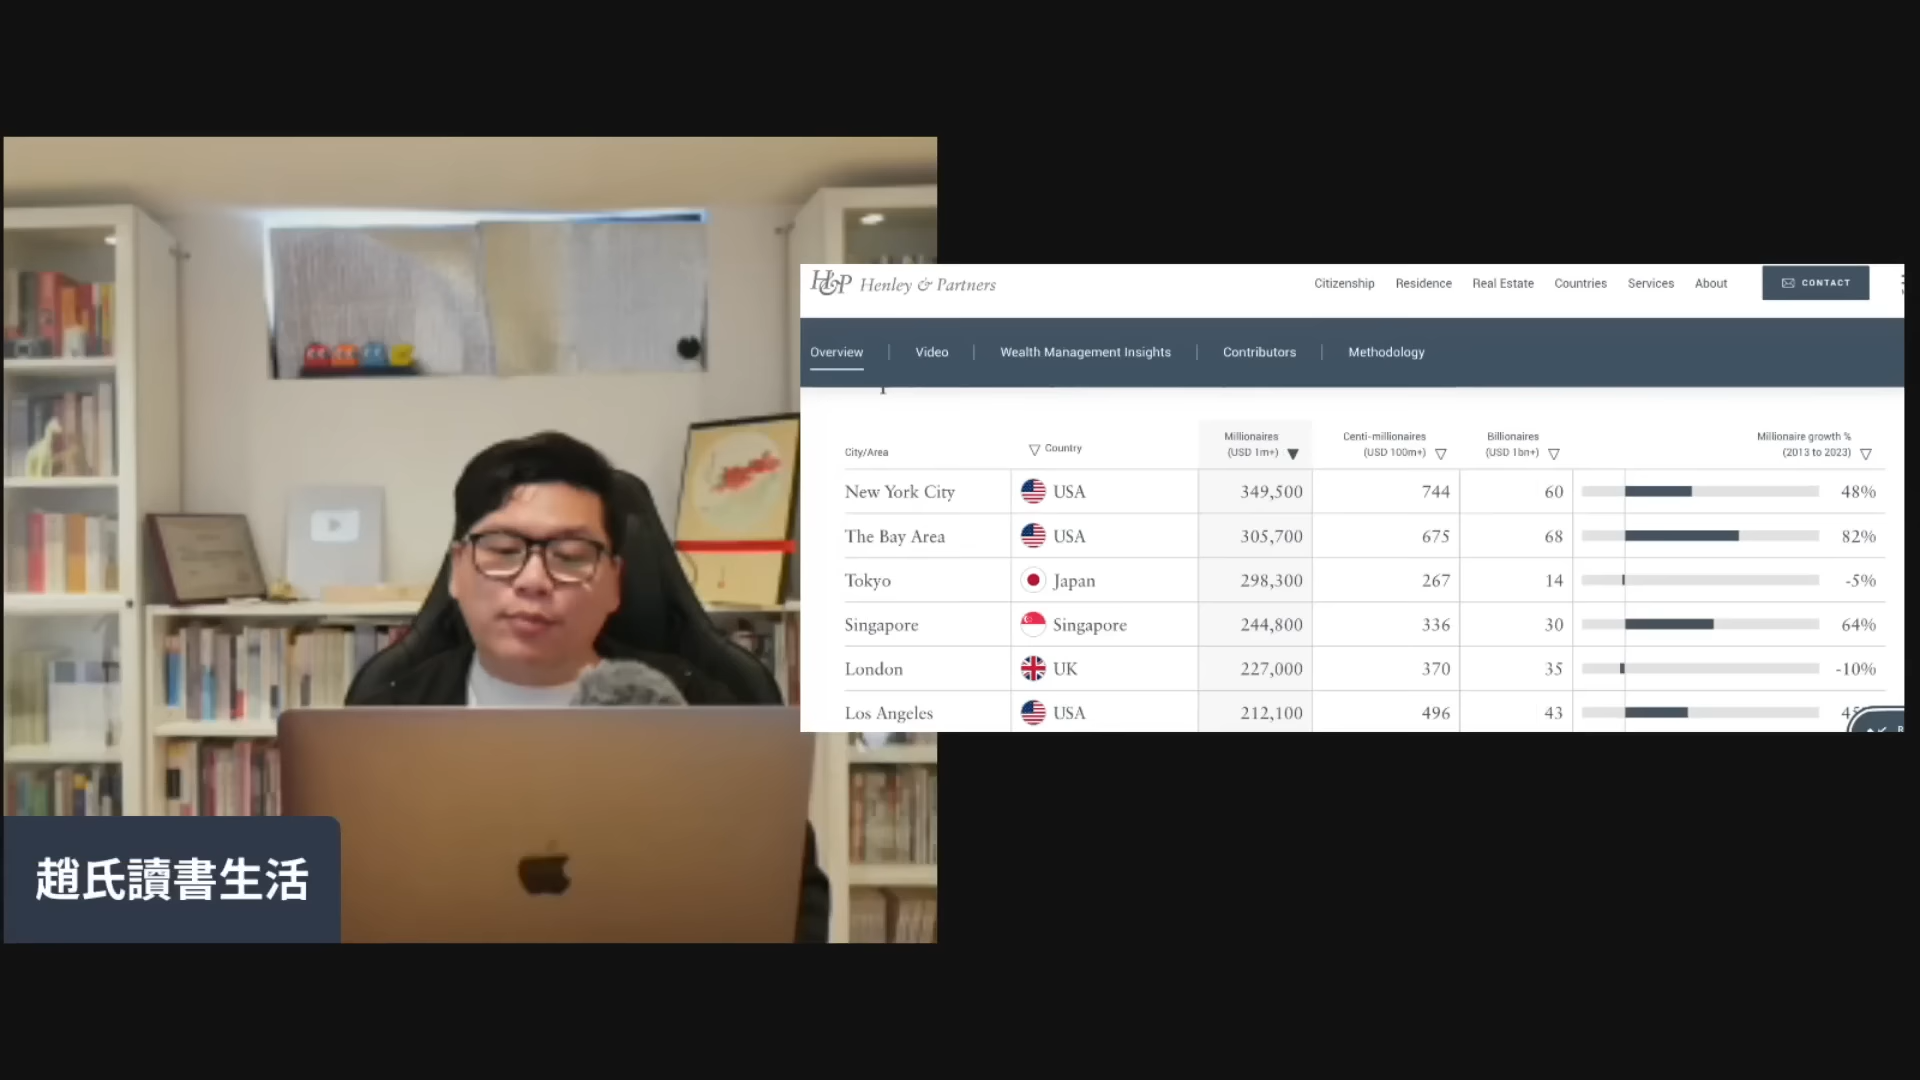 H&P Henley & Partners
Citizenship Residence Real Estate Countries Services About CONTACT
Overview | Video | Wealth Management Insights | Contributors | Methodology
City/Area Country Millionaires (USD 1m+) Centi-millionaires (USD 100m+) Billionaires (USD 1bn+) Millionaire growth % (2013 to 2023)
New York City USA 349,500 744 60 48%
The Bay Area USA 305,700 675 68 82%
Tokyo Japan 298,300 267 14 -5%
Singapore Singapore 244,800 336 30 64%
London UK 227,000 370 35 -10%
Los Angeles USA 212,100 496 43
趙氏讀書生活